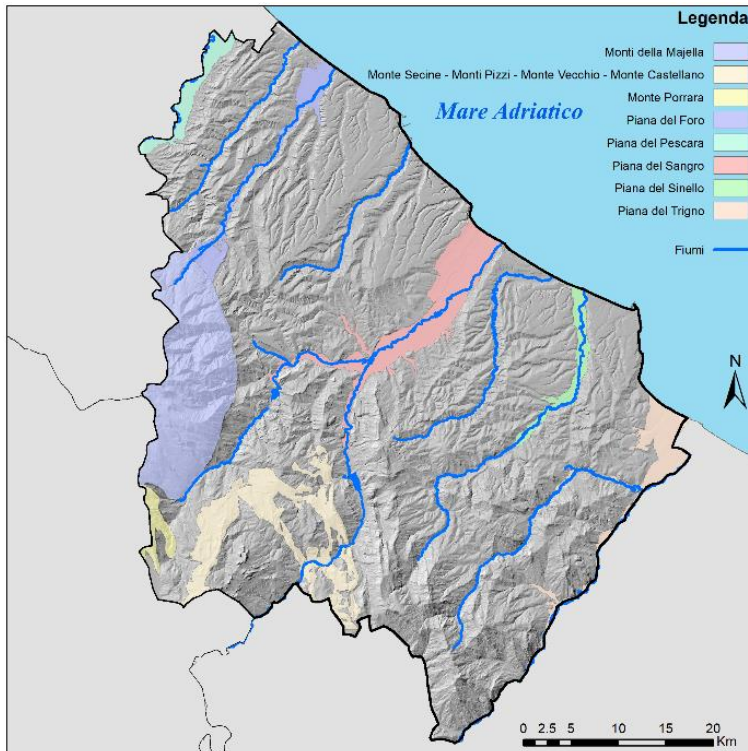 Legenda
Monti della Majella
Monte Secine - Monti Pizzi - Monte Vecchio - Monte Castellano
Monte Porrara
Mare Adriatico
Piana del Foro
Piana del Pescara
Piana del Sangro
Piana del Sinello
Piana del Trigno
Fiumi
N
0 2.5 5 10 15 20
Km